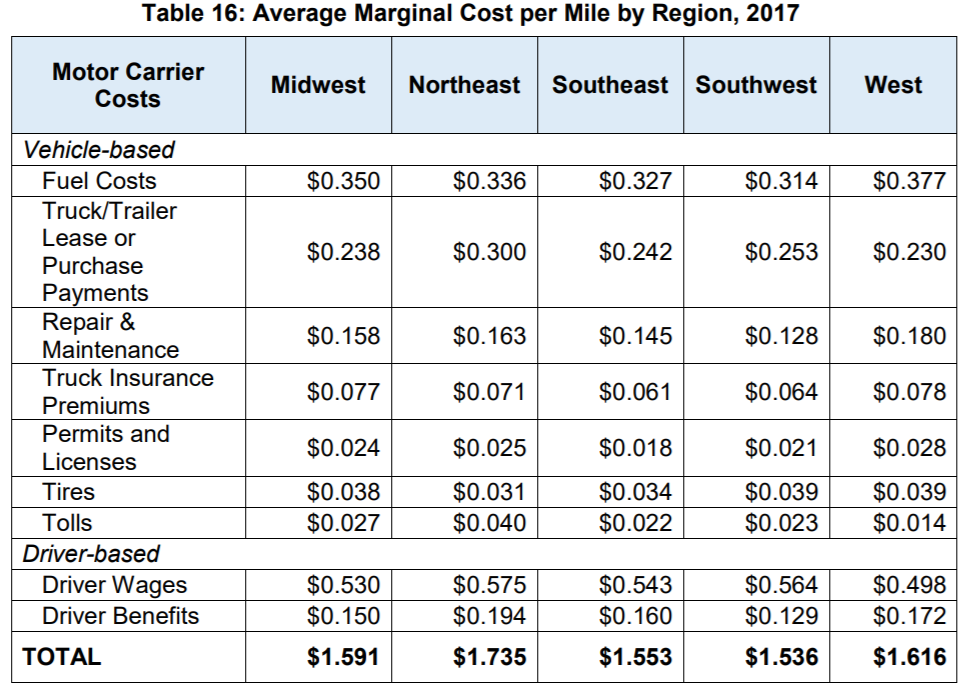 Table 16: Average Marginal Cost per Mile by Region, 2017
Motor Carrier
Costs
Midwest Northeast Southeast Southwest West
Vehicle-based
Fuel Costs $0.350 $0.336 $0.327 $0.314 $0.377
Truck/Trailer
Lease or
Purchase
Payments
$0.238 $0.300 $0.242 $0.253 $0.230
Repair &
Maintenance
$0.158 $0.163 $0.145 $0.128 $0.180
Truck Insurance
Premiums
$0.077 $0.071 $0.061 $0.064 $0.078
Permits and
Licenses
$0.024 $0.025 $0.018 $0.021 $0.028
Tires $0.038 $0.031 $0.034 $0.039 $0.039
Tolls $0.027 $0.040 $0.022 $0.023 $0.014
Driver-based
Driver Wages $0.530 $0.575 $0.543 $0.564 $0.498
Driver Benefits $0.150 $0.194 $0.160 $0.129 $0.172
TOTAL $1.591 $1.735 $1.553 $1.536 $1.616